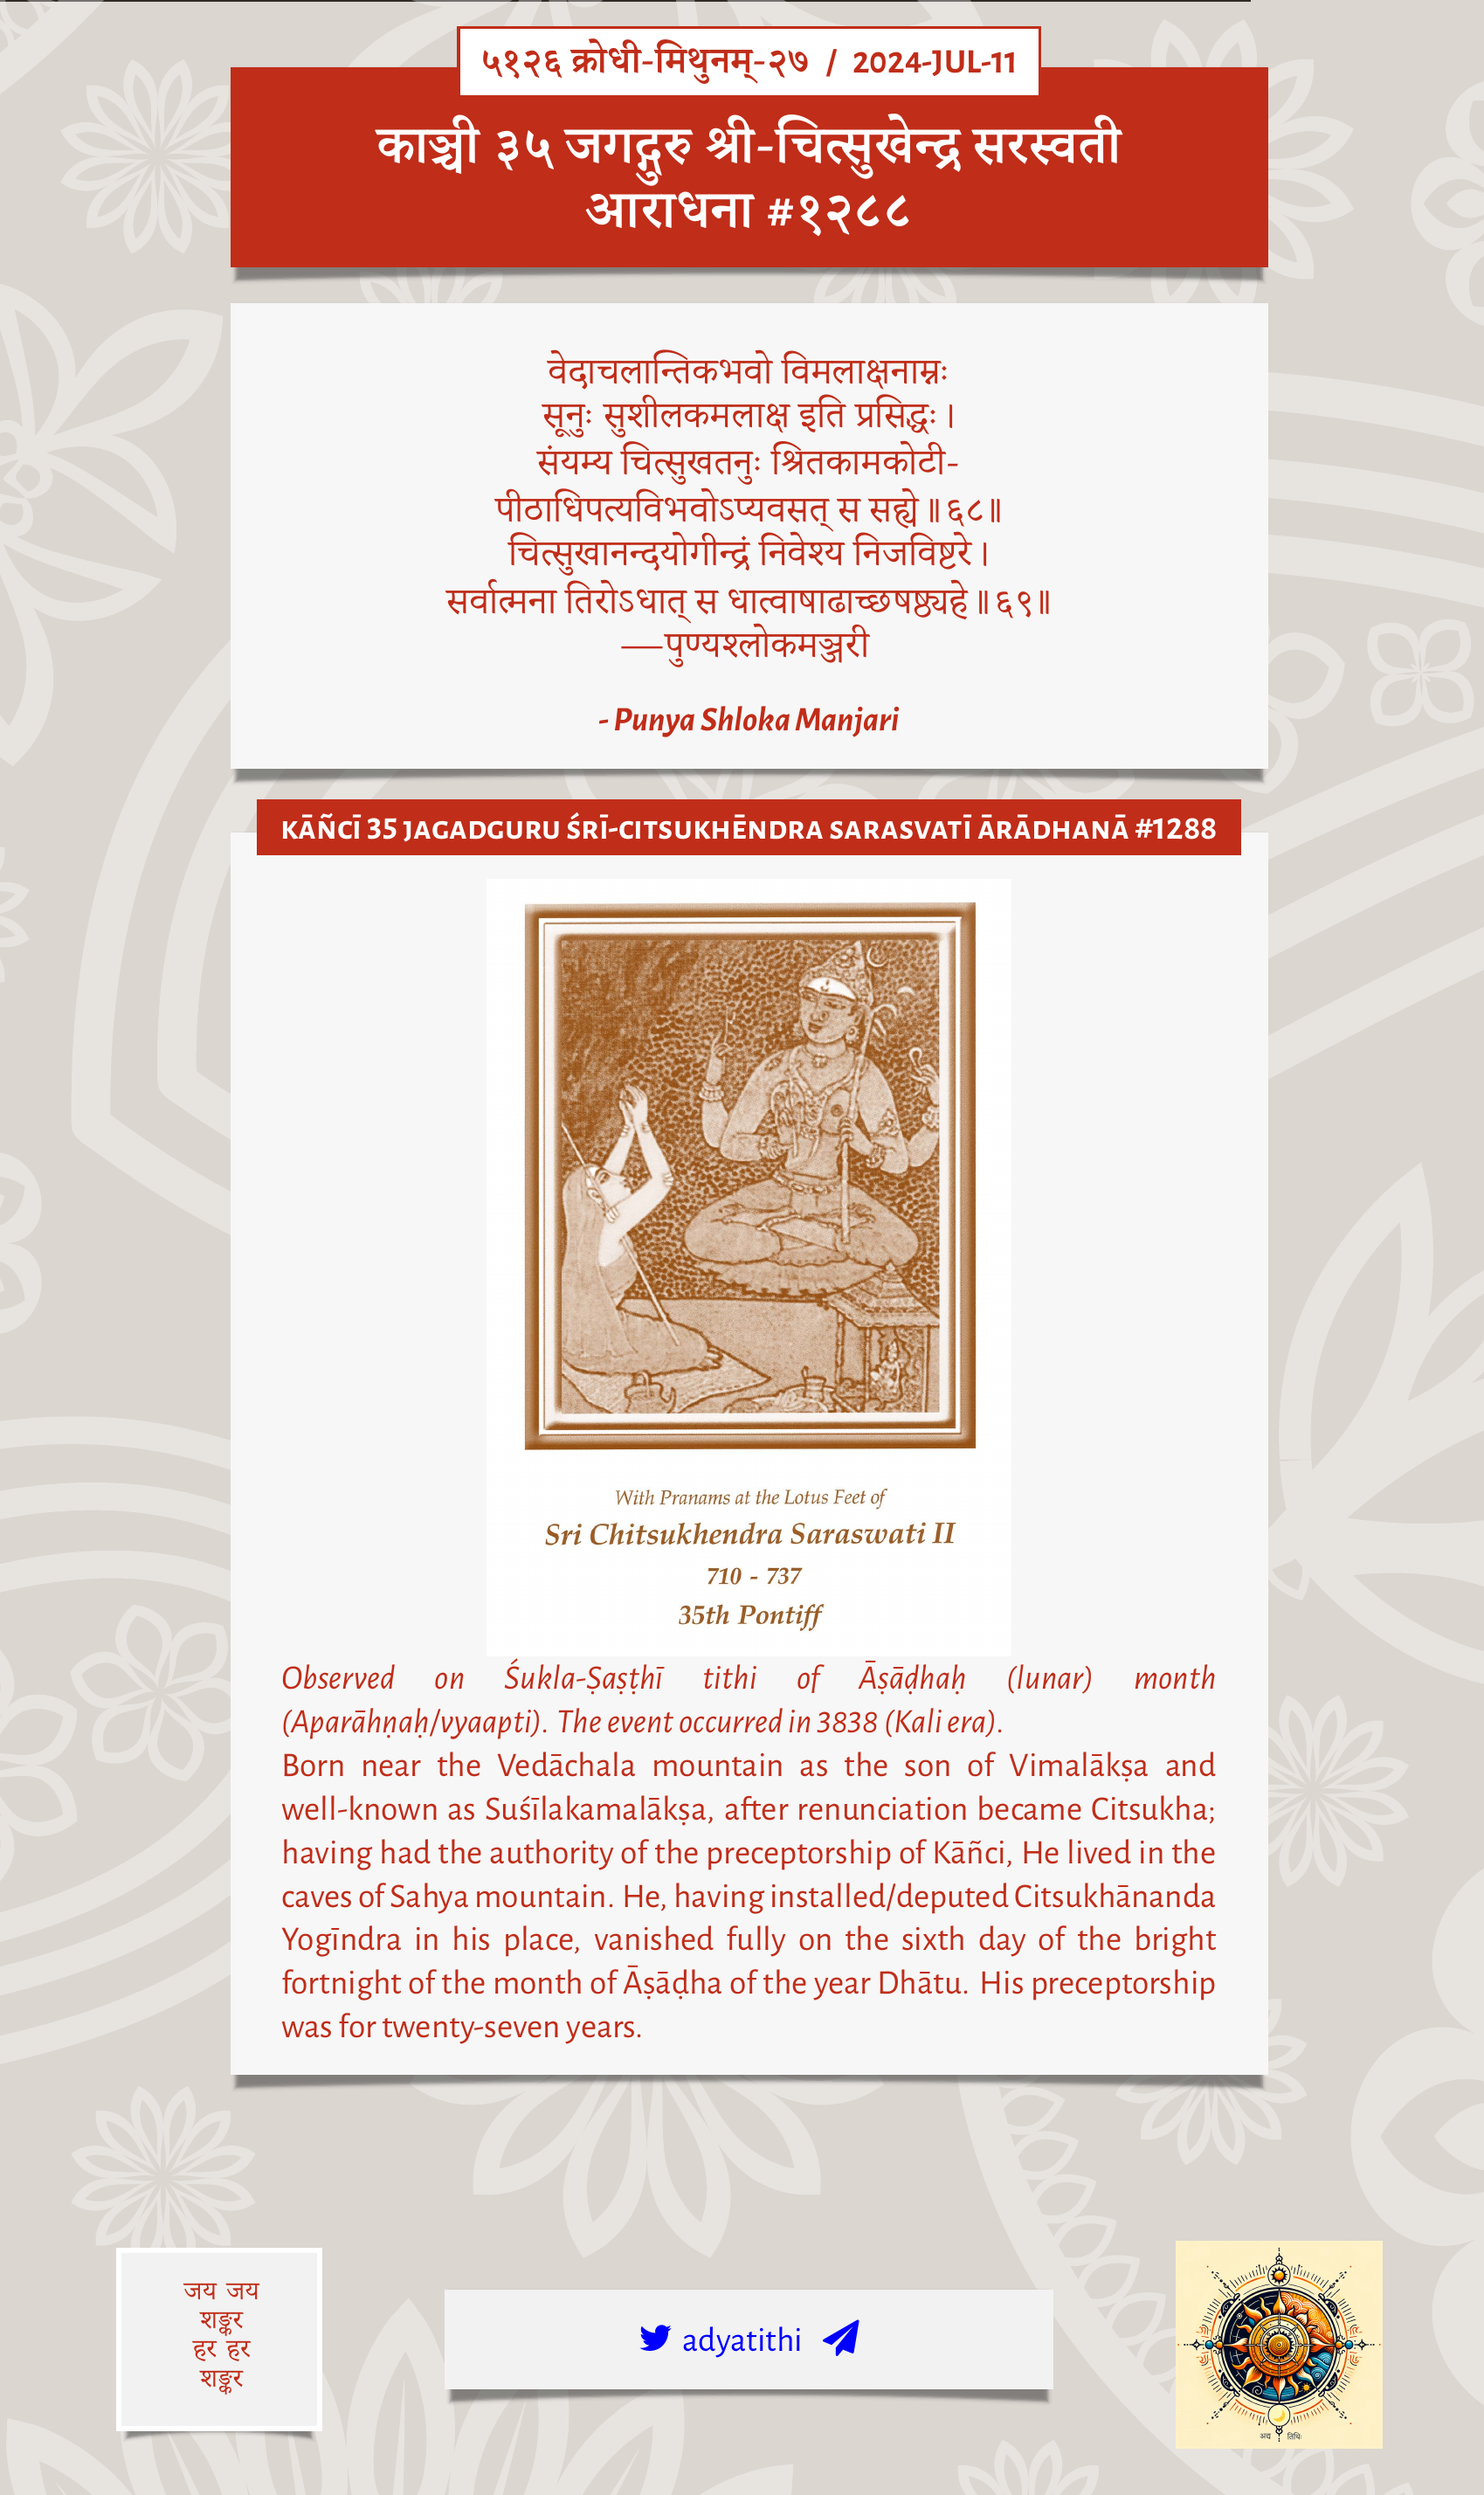 ५१२६ क्रोधी-मिथुनम्-२७ / 2024-JUL-11
काञ्ची ३५ जगद्गुरु श्री-चित्सुखेन्द्र सरस्वती
आराधना #१२८८
वेदाचलान्तिकभवो विमलाक्षनाम्नः
सूनुः सुशीलकमलाक्ष इति प्रसिद्धः।
संयम्य चित्सुखतनुः श्रितकामकोटी-
पीठाधिपत्यविभवोऽप्यवसत् स सह्ये॥६८॥
चित्सुखानन्दयोगीन्द्रं निवेश्य निजविष्टरे।
सर्वात्मना तिरोऽधात् स धात्वाषाढाच्छषष्ठ्यहे॥६९॥
—पुण्यश्लोकमञ्जरी
- Punya Shloka Manjari
KĀÑCĪ 35 JAGADGURU ŚRĪ-CITSUKHĒNDRA SARASVATĪ ĀRĀDHANĀ #1288
With Pranams at the Lotus Feet of
Sri Chitsukhendra Saraswati II
710 - 737
35th Pontiff
Observed on Śukla-Ṣaṣṭhī tithi of Āṣāḍhaḥ (lunar) month
(Aparāhṇaḥ/vyaapti). The event occurred in 3838 (Kali era).
Born near the Vedāchala mountain as the son of Vimalākṣa and
well-known as Suśīlakamalākṣa, after renunciation became Citsukha;
having had the authority of the preceptorship of Kāñci, He lived in the
caves of Sahya mountain. He, having installed/deputed Citsukhānanda
Yogīndra in his place, vanished fully on the sixth day of the bright
fortnight of the month of Āṣāḍha of the year Dhātu. His preceptorship
was for twenty-seven years.
जय जय
शङ्कर
हर हर
शङ्कर
adyatithi
अद्य तिथिः